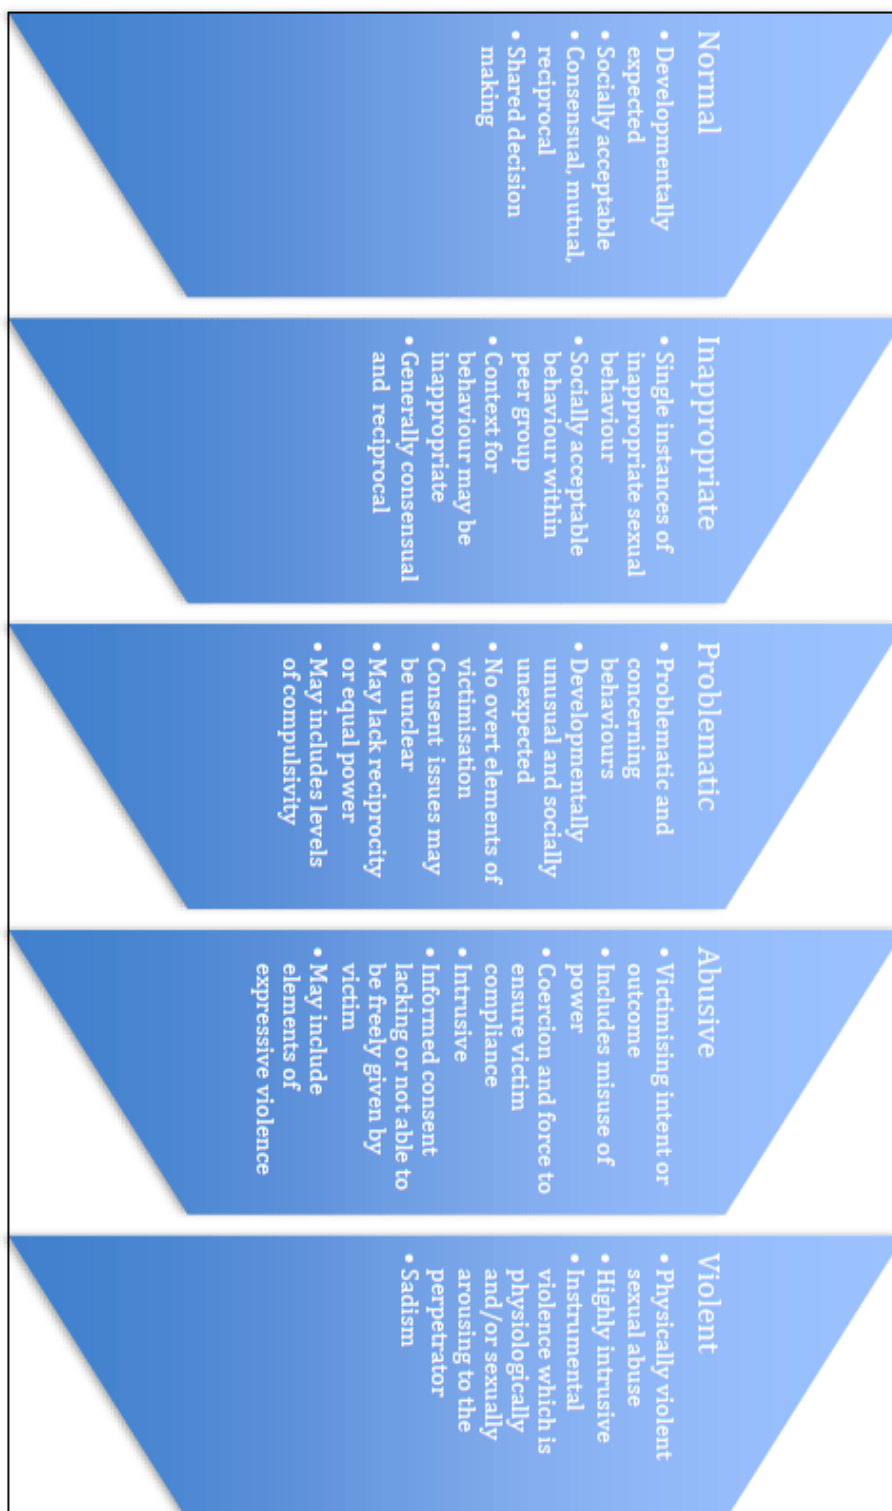 Normal
• Developmentally
expected
• Socially acceptable
• Consensual, mutual,
reciprocal
• Shared decision
making
Inappropriate
• Single instances of
inappropriate sexual
behaviour
• Socially acceptable
behaviour within
peer group
• Context for
behaviour may be
inappropriate
• Generally consensual
and reciprocal
Problematic
• Problematic and
concerning
behaviours
• Developmentally
unusual and socially
unexpected
• No overt elements of
victimisation
• Consent issues may
be unclear
• May lack reciprocity
or equal power
• May includes levels
of compulsivity
Abusive
• Victimising intent or
outcome
• Includes misuse of
power
• Coercion and force to
ensure victim
compliance
• Intrusive
• Informed consent
lacking or not able to
be freely given by
victim
• May include
elements of
expressive violence
Violent
• Physically violent
sexual abuse
• Highly intrusive
• Instrumental
violence which is
physiologically
and/or sexually
arousing to the
perpetrator
• Sadism